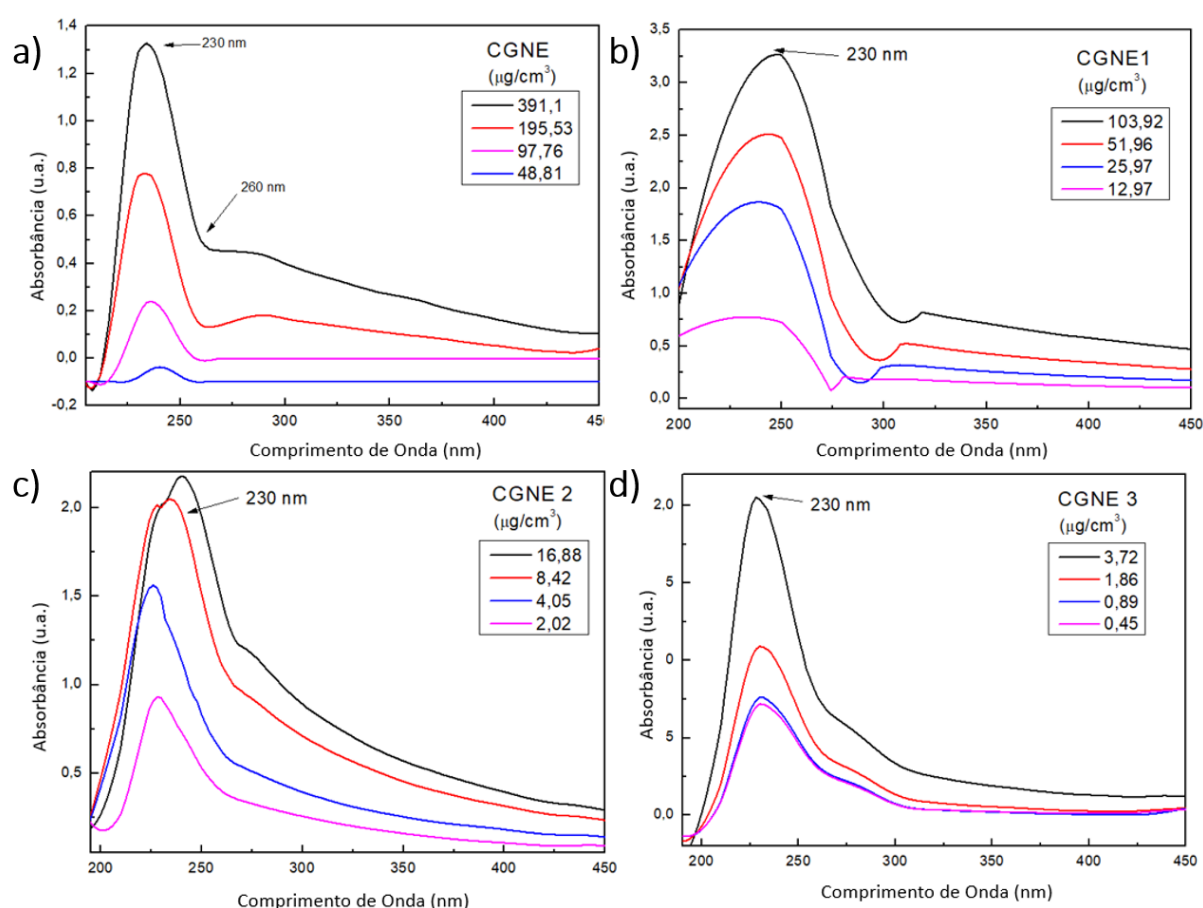 a)
Absorbância (u.a.)
1,4
1,2
1,0
0,8
0,6
0,4
0,2
0,0
-0,2
230 nm
260 nm
CGNE
(μg/cm³)
391,1
195,53
97,76
48,81
250
300
350
400
450
Comprimento de Onda (nm)
b)
Absorbância (u.a.)
3,5
3,0
2,5
2,0
1,5
1,0
0,5
0,0
230 nm
CGNE1
(μg/cm³)
103,92
51,96
25,97
12,97
200
250
300
350
400
450
Comprimento de Onda (nm)
c)
Absorbância (u.a.)
2,0
1,5
1,0
0,5
230 nm
CGNE 2
(μg/cm³)
16,88
8,42
4,05
2,02
200
250
300
350
400
450
Comprimento de Onda (nm)
d)
Absorbância (u.a.)
2.0
5
0
0.0
230 nm
CGNE 3
(μg/cm³)
3,72
1,86
0,89
0,45
200
250
300
350
400
450
Comprimento de Onda (nm)